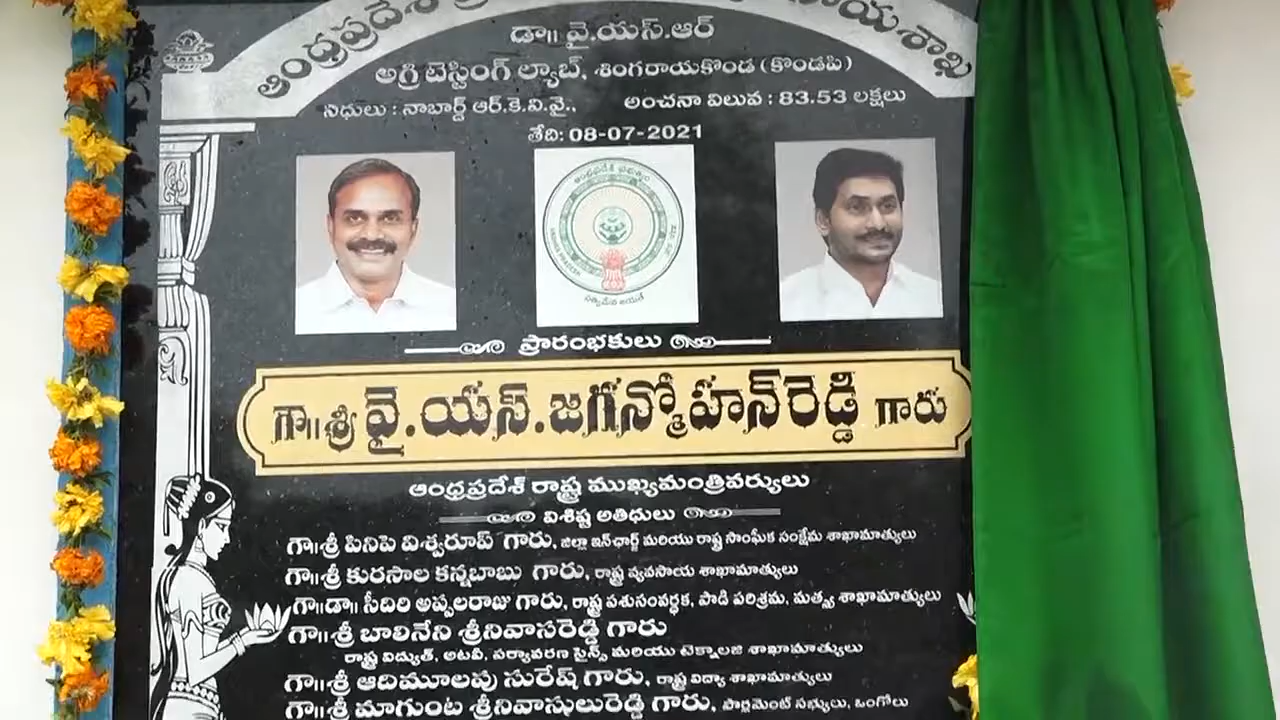 ఆంధ్రప్రదేశ్
డా॥ వై.యస్.ఆర్
అగ్రి టెస్టింగ్ ల్యాబ్, శింగరాయకొండ (కొండపి)
నిధులు : నాబార్డ్ ఆర్.కె.వి.వై., అంచనా విలువ : 83.53 లక్షలు
తేది: 08-07-2021
ప్రారంభకులు
గౌ॥శ్రీ వై.యస్.జగన్మోహన్‌రెడ్డి గారు
ఆంధ్రప్రదేశ్ రాష్ట్ర ముఖ్యమంత్రివర్యులు
విశిష్ట అతిధులు
గౌ॥శ్రీ పినిపె విశ్వరూప్ గారు, జిల్లా ఇన్‌ఛార్జ్ మరియు రాష్ట్ర సాంఘీక సంక్షేమ శాఖామాత్యులు
గౌ॥శ్రీ కురసాల కన్నబాబు గారు, రాష్ట్ర వ్యవసాయ శాఖామాత్యులు
గౌ॥డా॥ సీదిరి అప్పలరాజు గారు, రాష్ట్ర పశుసంవర్ధక, పాడి పరిశ్రమ, మత్స్య శాఖామాత్యులు
గౌ॥శ్రీ బాలినేని శ్రీనివాసరెడ్డి గారు
రాష్ట్ర విద్యుత్, అటవీ, పర్యావరణ సైన్స్ మరియు టెక్నాలజి శాఖామాత్యులు
గౌ॥శ్రీ ఆదిమూలపు సురేష్ గారు, రాష్ట్ర విద్యా శాఖామాత్యులు
గౌ॥శ్రీ మాగుంట శ్రీనివాసులురెడ్డి గారు, పార్లమెంట్ సభ్యులు, ఒంగోలు